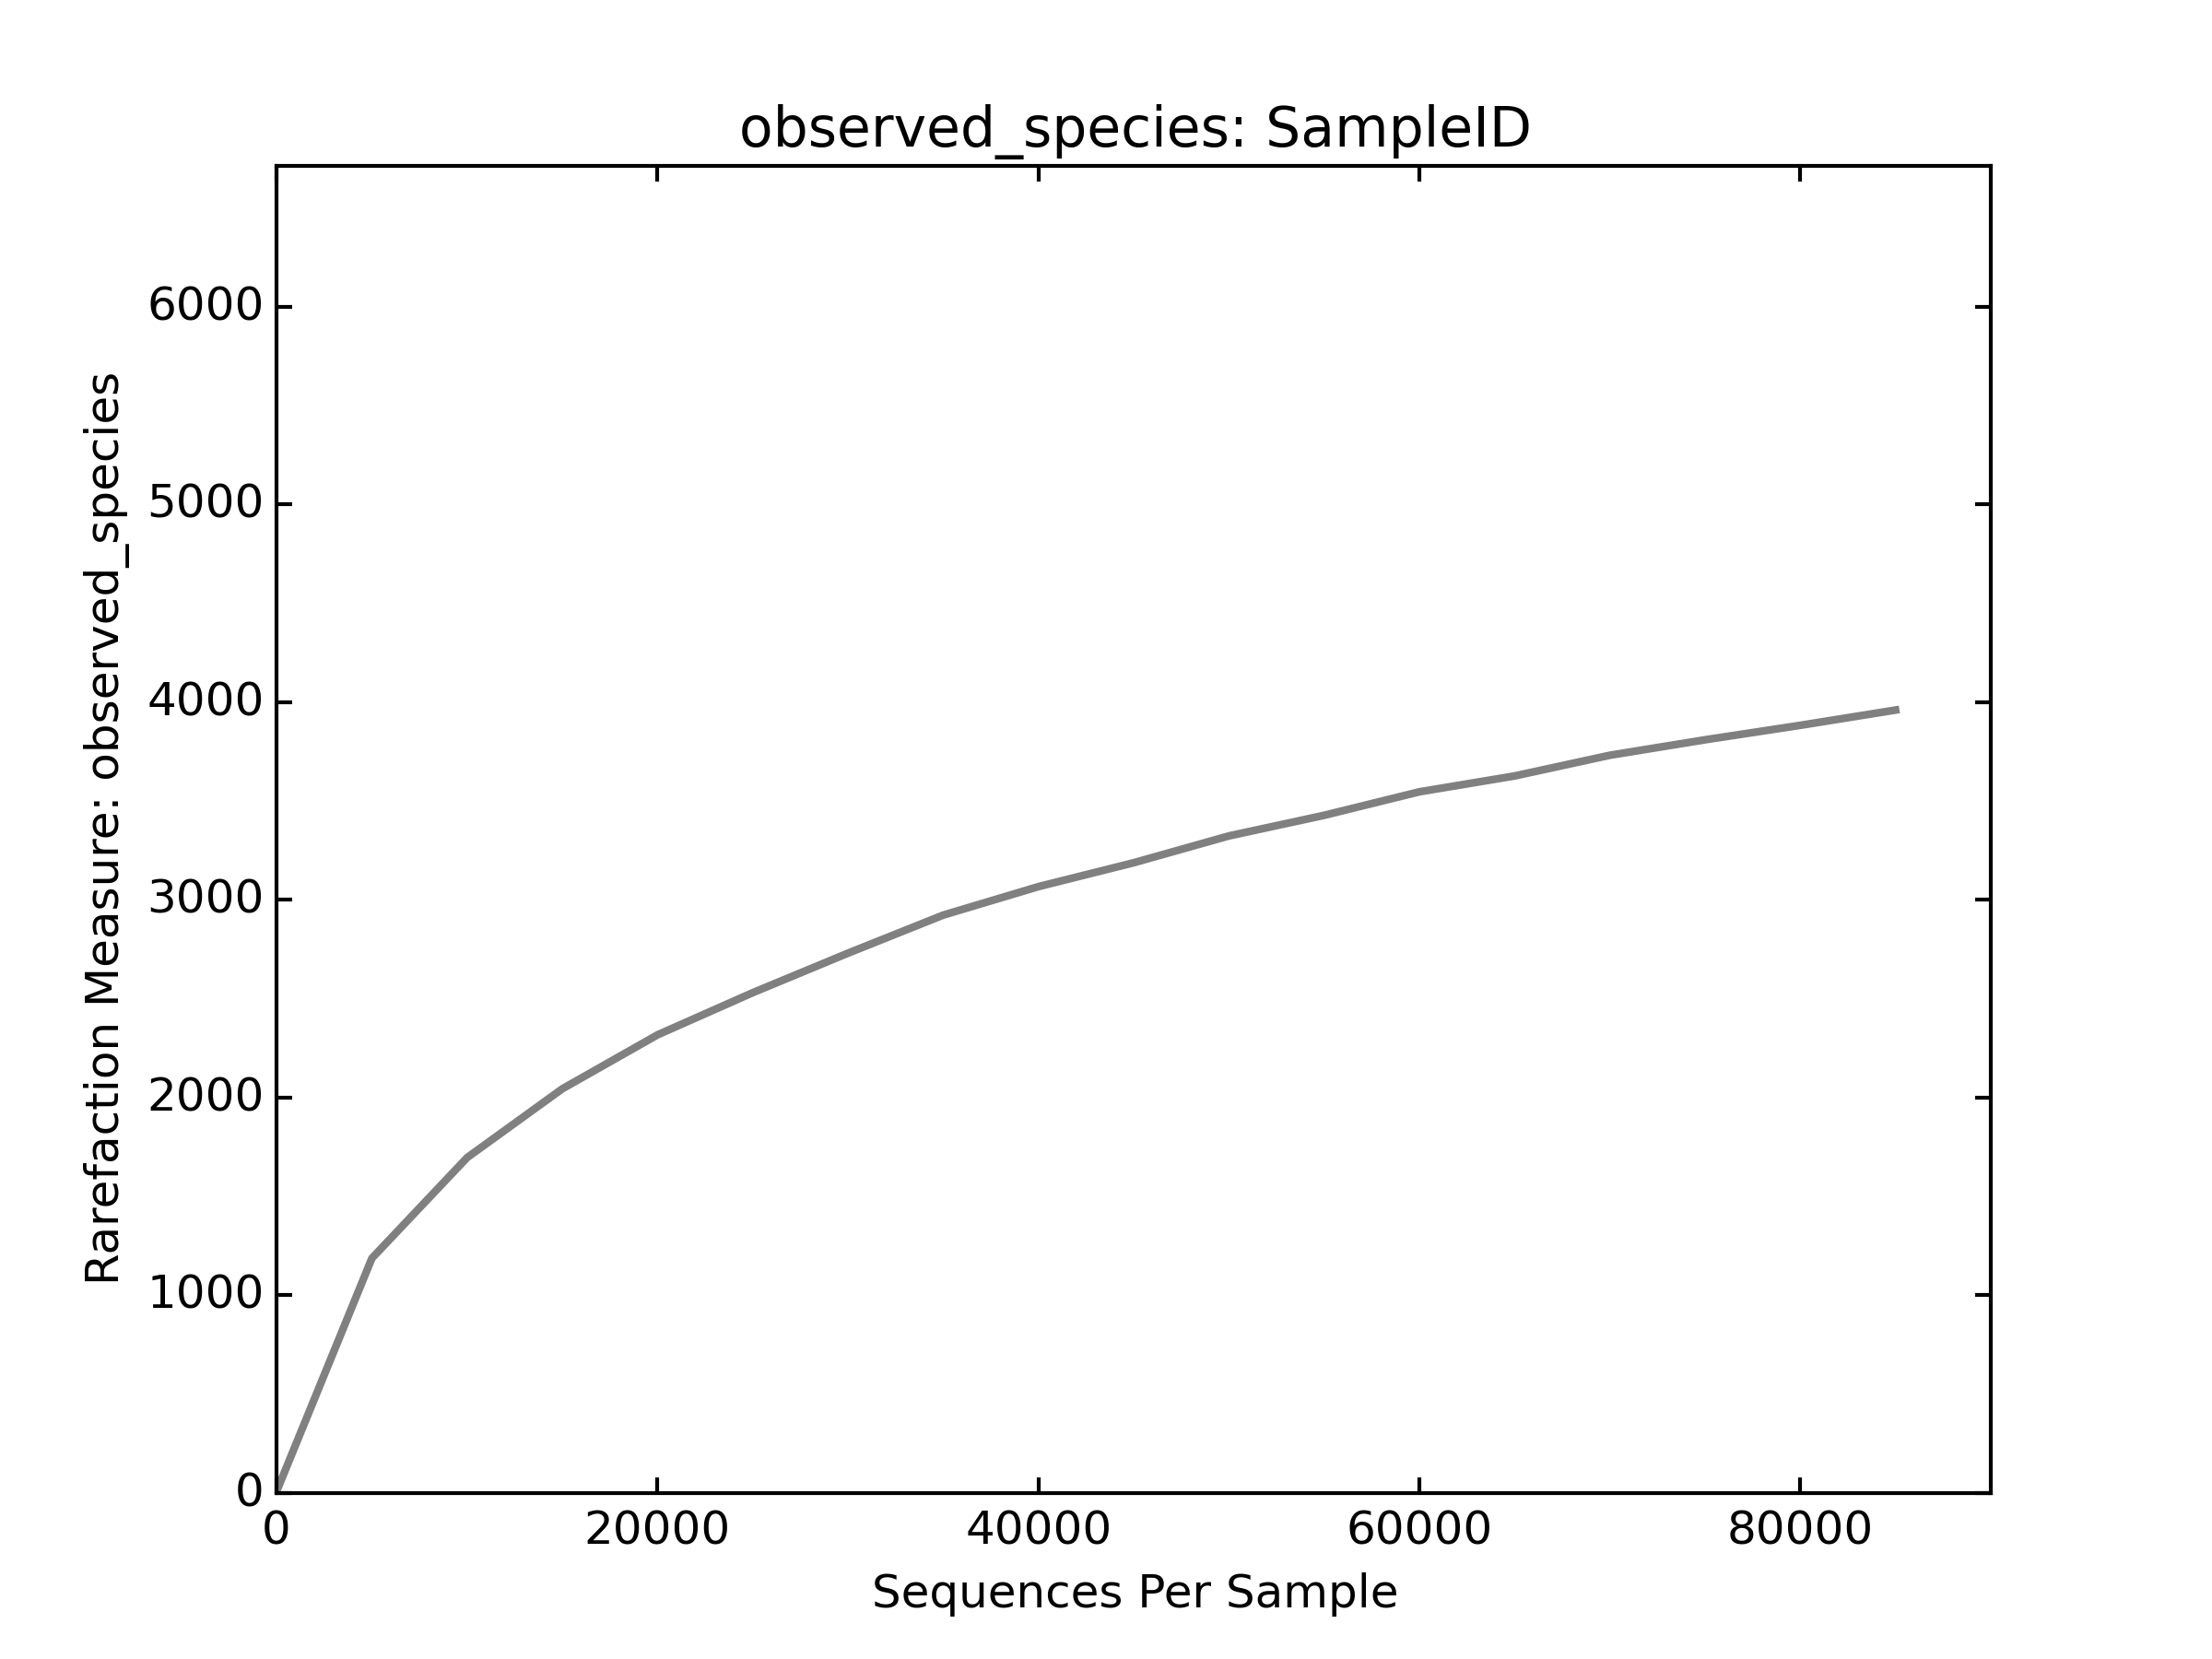 observed_species: SampleID
Rarefaction Measure: observed_species
6000
5000
4000
3000
2000
1000
0
0 20000 40000 60000 80000
Sequences Per Sample